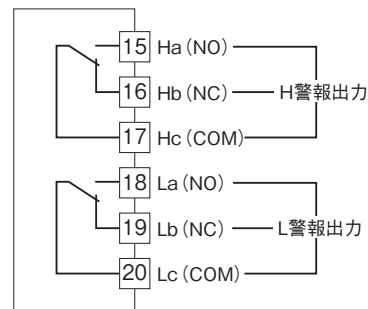 15 Ha (NO)
16 Hb (NC) H警報出力
17 Hc (COM)
18 La (NO)
19 Lb (NC) L警報出力
20 Lc (COM)